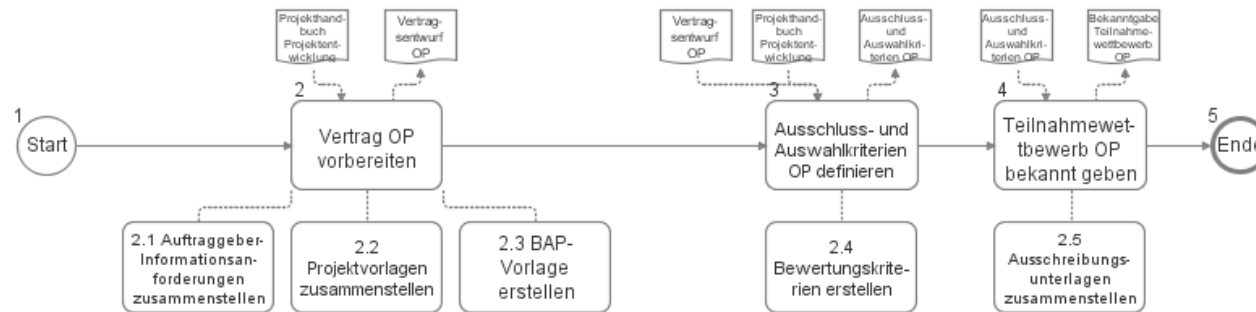 Projekthand-
buch
Projektent-
wicklung
Vertrag-
sentwurf
OP
Vertrag-
sentwurf
OP
Projekthand-
buch
Projektent-
wicklung
Ausschluss-
und
Auswahlkri-
terien OP
Ausschluss-
und
Auswahlkri-
terien OP
Bekanntgabe
Teilnahme-
wettbewerb
OP
1
Start
2
Vertrag OP
vorbereiten
3
Ausschluss- und
Auswahlkriterien
OP definieren
4
Teilnahmewet-
tbewerb OP
bekannt geben
5
Ende
2.1 Auftraggeber-
Informationsan-
forderungen
zusammenstellen
2.2
Projektvorlagen
zusammenstellen
2.3 BAP-
Vorlage
erstellen
2.4
Bewertungskrite-
rien erstellen
2.5
Ausschreibungs-
unterlagen
zusammenstellen